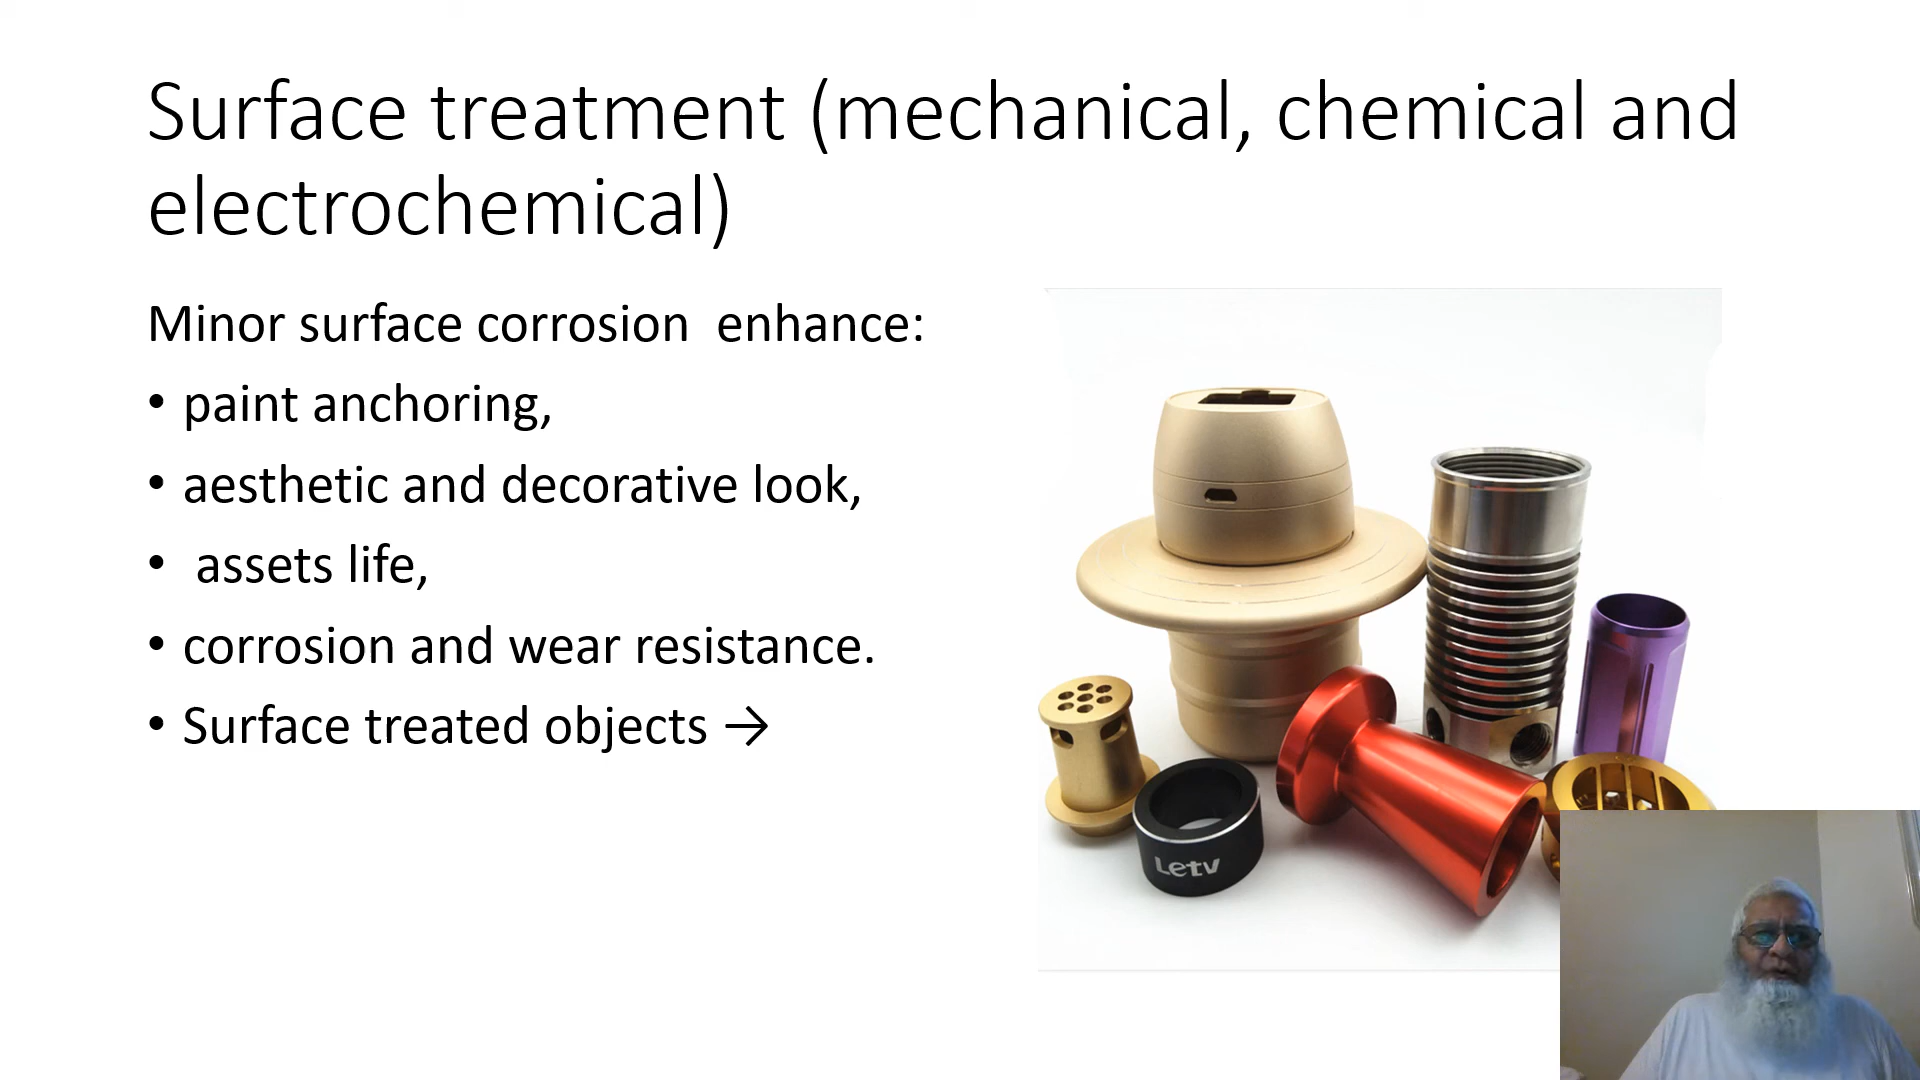 Surface treatment (mechanical, chemical and
electrochemical)
Minor surface corrosion  enhance:
• paint anchoring,
• aesthetic and decorative look,
•  assets life,
• corrosion and wear resistance.
• Surface treated objects →
Letv